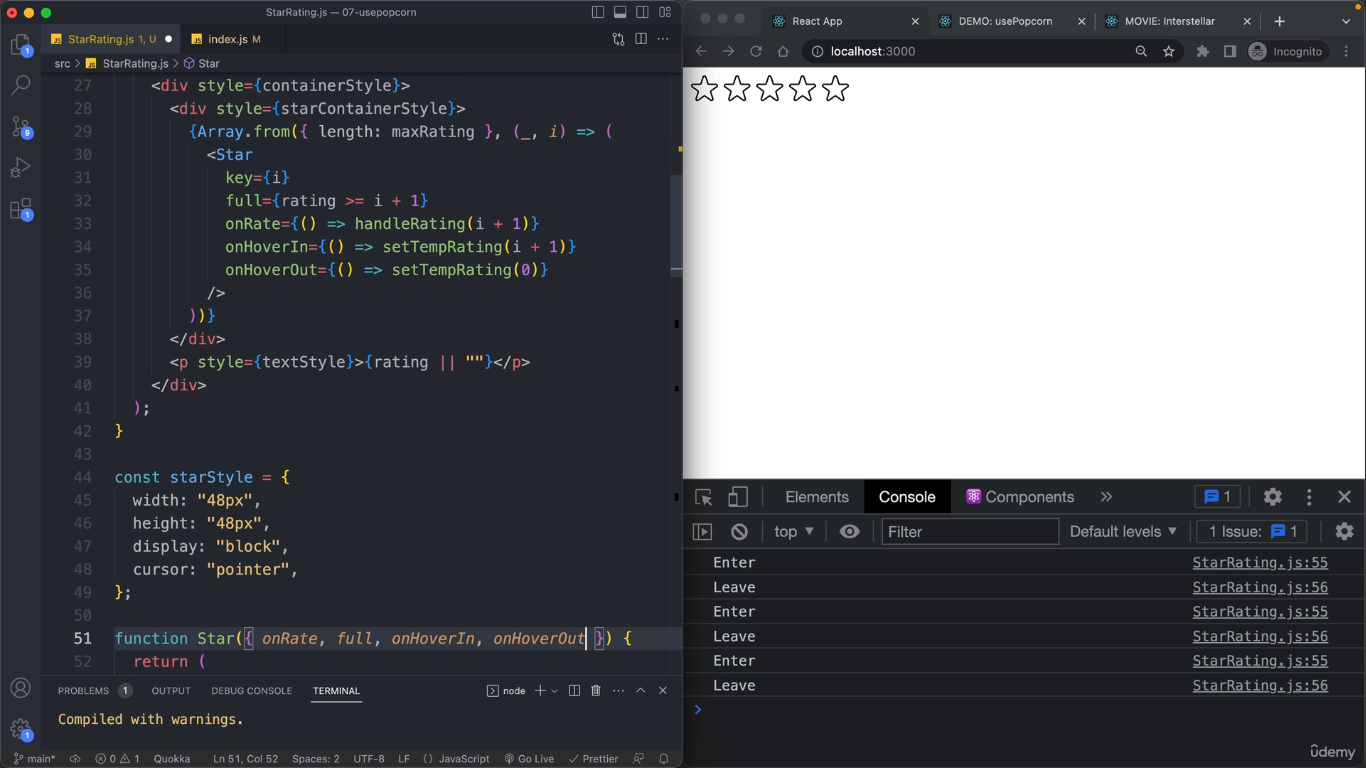 StarRating.js — 07-usepopcorn
StarRating.js 1, U
index.js M
src > StarRating.js > Star
27 <div style={containerStyle}>
28 <div style={starContainerStyle}>
29 {Array.from({ length: maxRating }, (_, i) => (
30 <Star
31 key={i}
32 full={rating >= i + 1}
33 onRate={() => handleRating(i + 1)}
34 onHoverIn={() => setTempRating(i + 1)}
35 onHoverOut={() => setTempRating(0)}
36 />
37 ))}
38 </div>
39 <p style={textStyle}>{rating || ""}</p>
40 </div>
41 );
42 }
43
44 const starStyle = {
45 width: "48px",
46 height: "48px",
47 display: "block",
48 cursor: "pointer",
49 };
50
51 function Star({ onRate, full, onHoverIn, onHoverOut }) {
52 return (
1
9
1
1
PROBLEMS 1 OUTPUT DEBUG CONSOLE TERMINAL
node
Compiled with warnings.
main* 0 1 Quokka Ln 51, Col 52 Spaces: 2 UTF-8 LF {} JavaScript Go Live Prettier
React App
DEMO: usePopcorn
MOVIE: Interstellar
localhost:3000
Incognito
Elements Console Components » 1
top Filter Default levels 1 Issue: 1
Enter StarRating.js:55
Leave StarRating.js:56
Enter StarRating.js:55
Leave StarRating.js:56
Enter StarRating.js:55
Leave StarRating.js:56
>
ûdemy